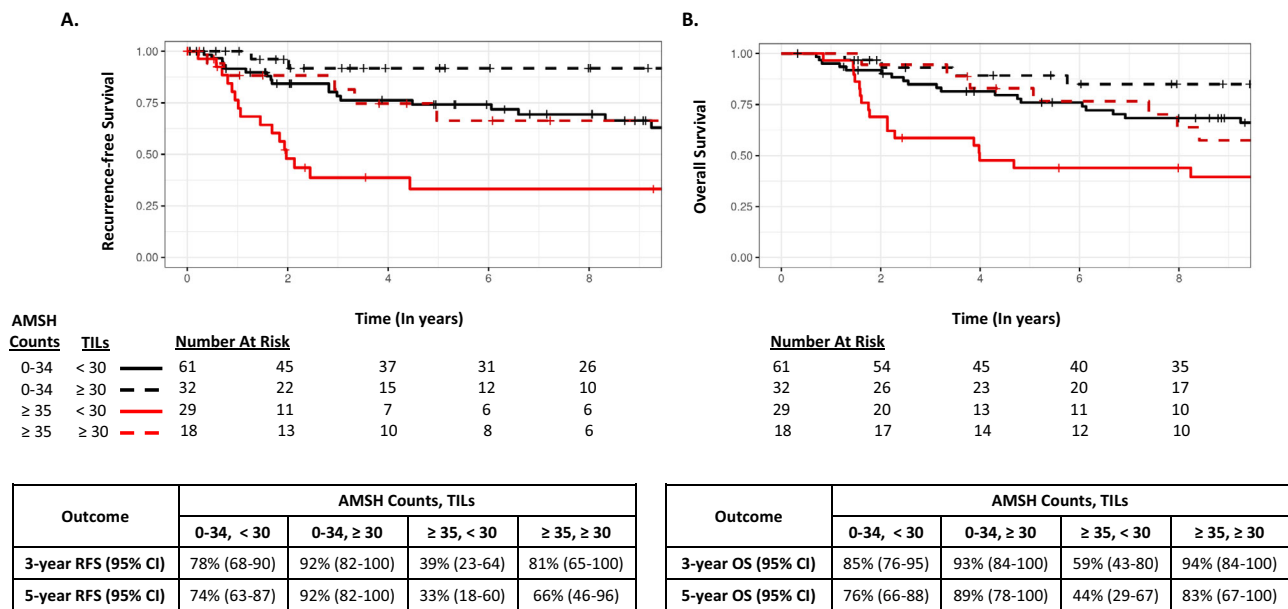 A.
Recurrence-free Survival
1.00
0.75
0.50
0.25
0.00
0 2 4 6 8
B.
Overall Survival
1.00
0.75
0.50
0.25
0.00
0 2 4 6 8
Time (In years)
Time (In years)
AMSH
Counts TILs Number At Risk
0-34 < 30 61 45 37 31 26
0-34 ≥ 30 32 22 15 12 10
≥ 35 < 30 29 11 7 6 6
≥ 35 ≥ 30 18 13 10 8 6
Number At Risk
61 54 45 40 35
32 26 23 20 17
29 20 13 11 10
18 17 14 12 10
Outcome AMSH Counts, TILs
0-34, < 30 0-34, ≥ 30 ≥ 35, < 30 ≥ 35, ≥ 30
3-year RFS (95% CI) 78% (68-90) 92% (82-100) 39% (23-64) 81% (65-100)
5-year RFS (95% CI) 74% (63-87) 92% (82-100) 33% (18-60) 66% (46-96)
Outcome AMSH Counts, TILs
0-34, < 30 0-34, ≥ 30 ≥ 35, < 30 ≥ 35, ≥ 30
3-year OS (95% CI) 85% (76-95) 93% (84-100) 59% (43-80) 94% (84-100)
5-year OS (95% CI) 76% (66-88) 89% (78-100) 44% (29-67) 83% (67-100)